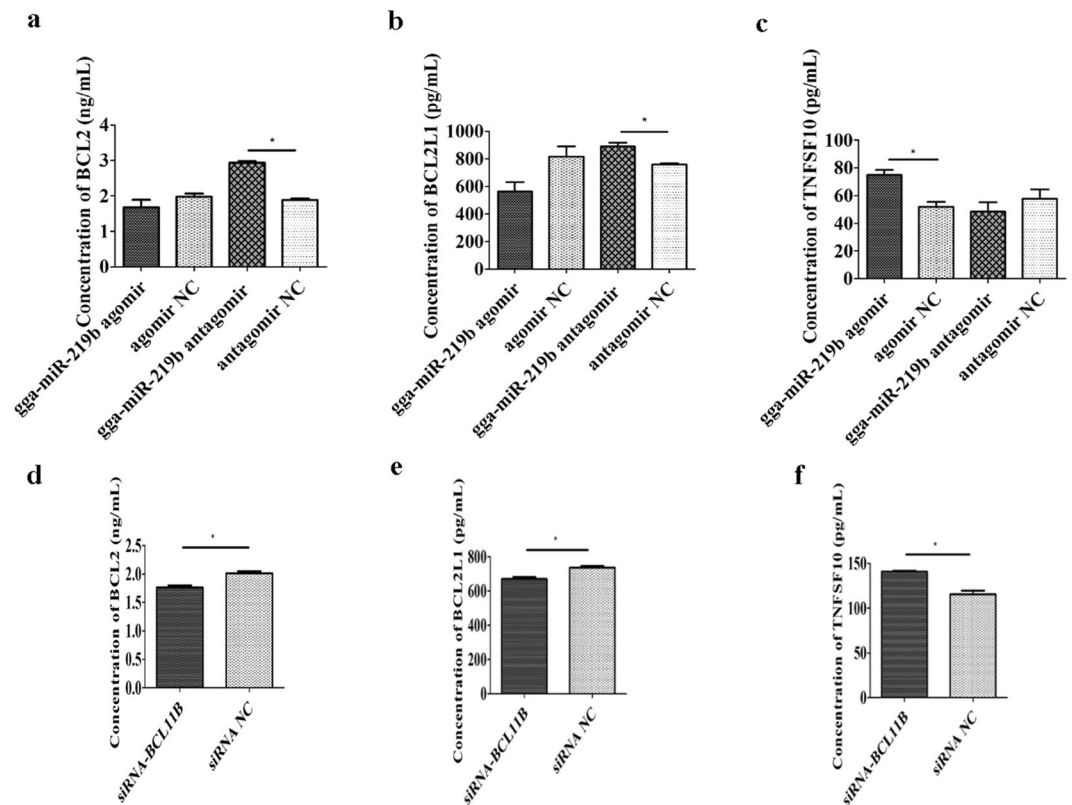 a
Concentration of BCL2 (ng/mL)
4
3
2
1
0
*
gga-miR-219b agomir
agomir NC
gga-miR-219b antagomir
antagomir NC
b
Concentration of BCL2L1 (pg/mL)
1000
800
600
400
200
0
*
gga-miR-219b agomir
agomir NC
gga-miR-219b antagomir
antagomir NC
c
Concentration of TNFSF10 (pg/mL)
100
80
60
40
20
0
*
gga-miR-219b agomir
agomir NC
gga-miR-219b antagomir
antagomir NC
d
Concentration of BCL2 (ng/mL)
2.5
2.0
1.5
1.0
0.5
0.0
*
siRNA-BCL11B
siRNA NC
e
Concentration of BCL2L1 (pg/mL)
800
600
400
200
0
*
siRNA-BCL11B
siRNA NC
f
Concentration of TNFSF10 (pg/mL)
150
100
50
0
*
siRNA-BCL11B
siRNA NC